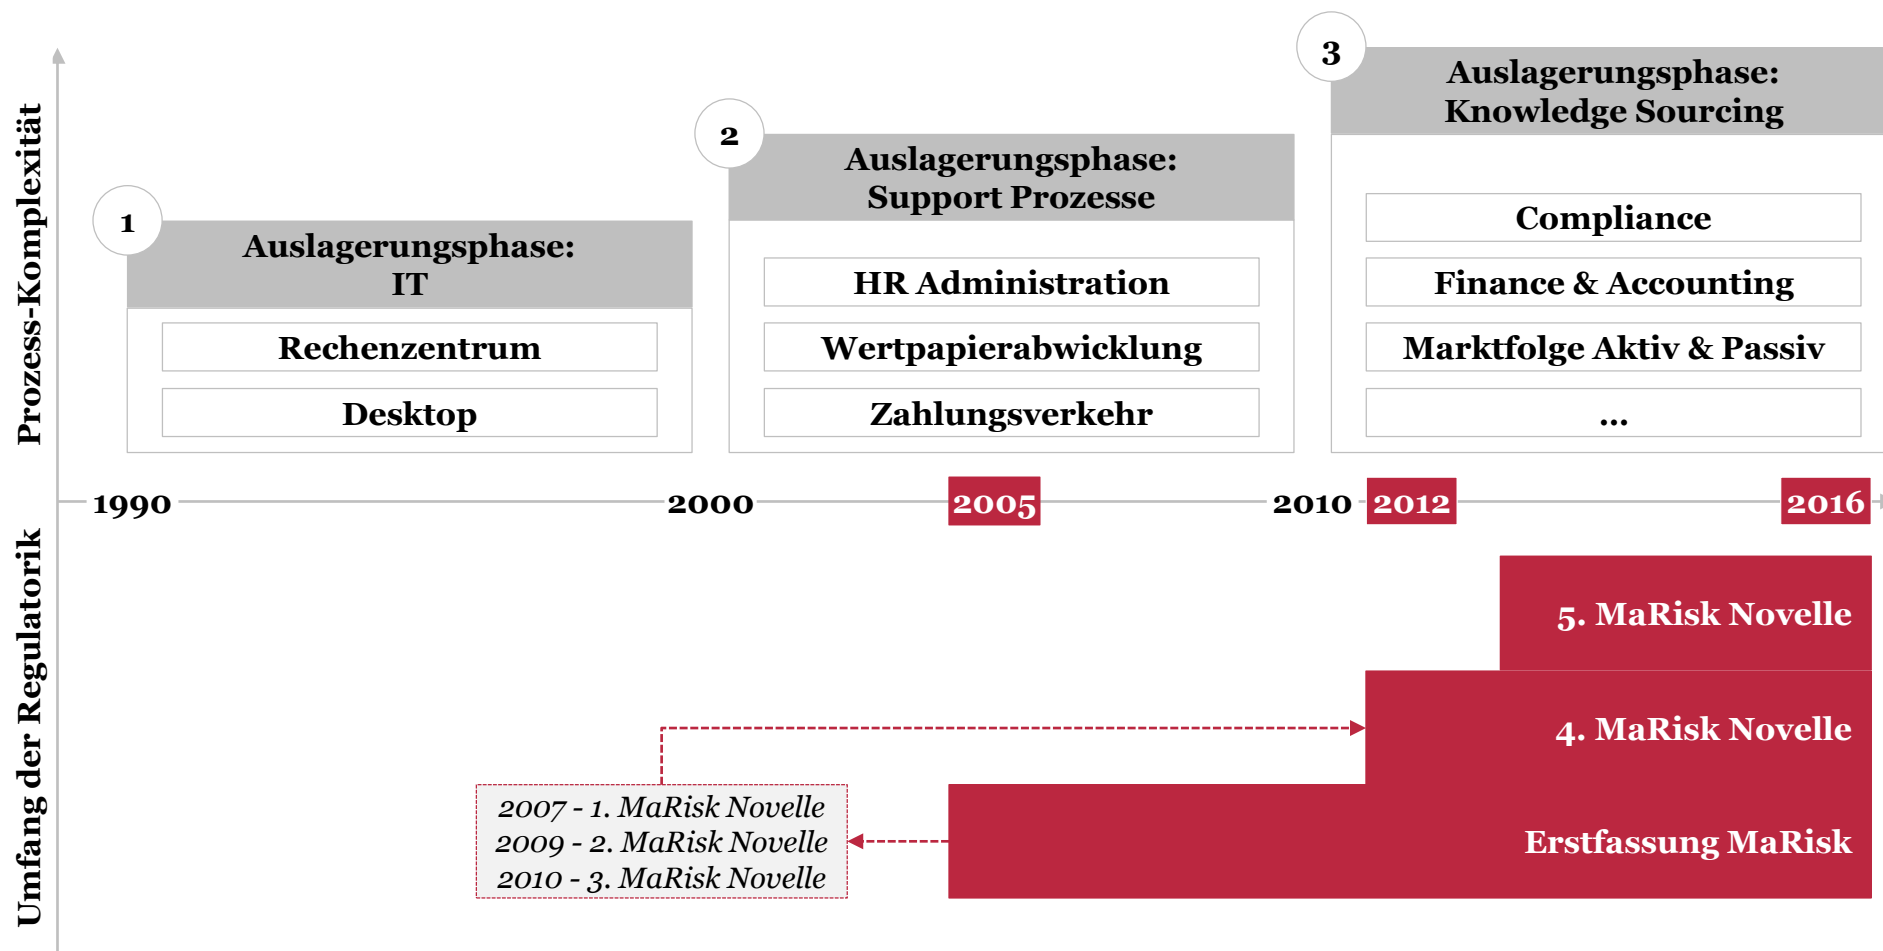 Prozess-Komplexität
1
Auslagerungsphase:
IT
Rechenzentrum
Desktop
2
Auslagerungsphase:
Support Prozesse
HR Administration
Wertpapierabwicklung
Zahlungsverkehr
3
Auslagerungsphase:
Knowledge Sourcing
Compliance
Finance & Accounting
Marktfolge Aktiv & Passiv
...
1990
2000
2005
2010
2012
2016
Umfang der Regulatorik
5. MaRisk Novelle
4. MaRisk Novelle
Erstfassung MaRisk
2007 - 1. MaRisk Novelle
2009 - 2. MaRisk Novelle
2010 - 3. MaRisk Novelle